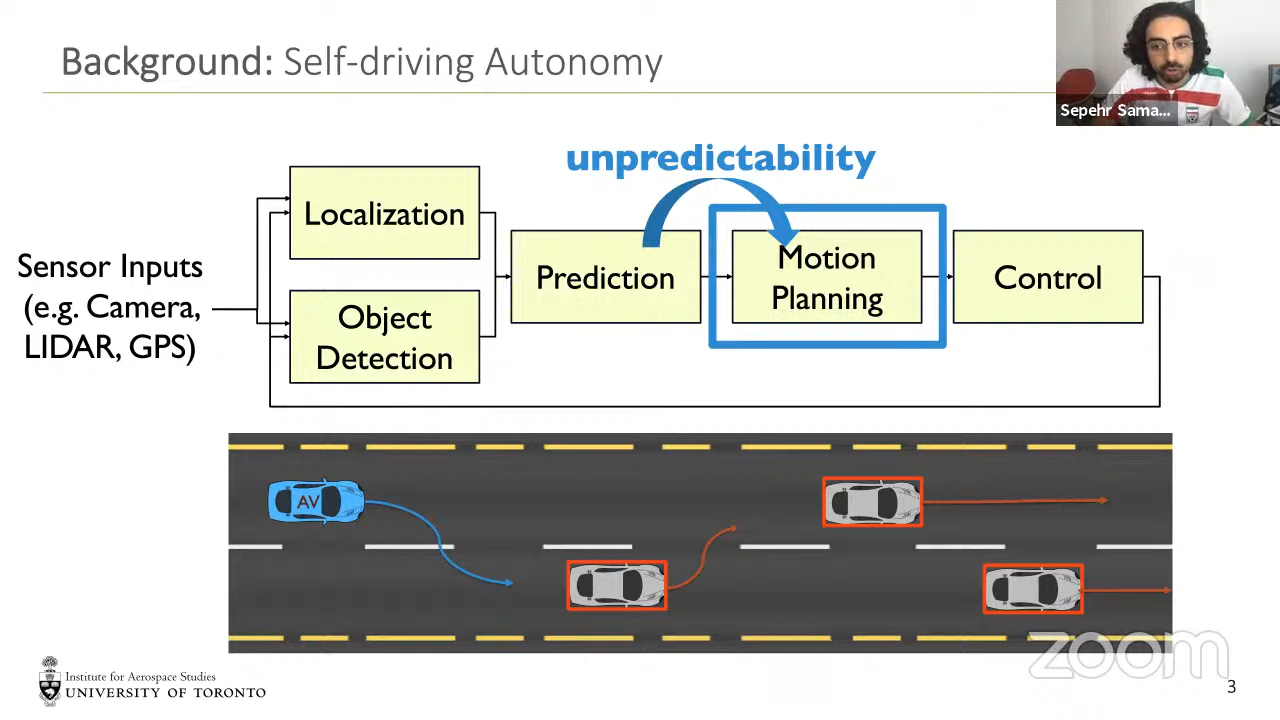 Background: Self-driving Autonomy
Sepehr Sama...
unpredictability
Localization
Sensor Inputs
(e.g. Camera,
LIDAR, GPS)
Object
Detection
Prediction
Motion
Planning
Control
AV
zoom
Institute for Aerospace Studies
UNIVERSITY OF TORONTO
3